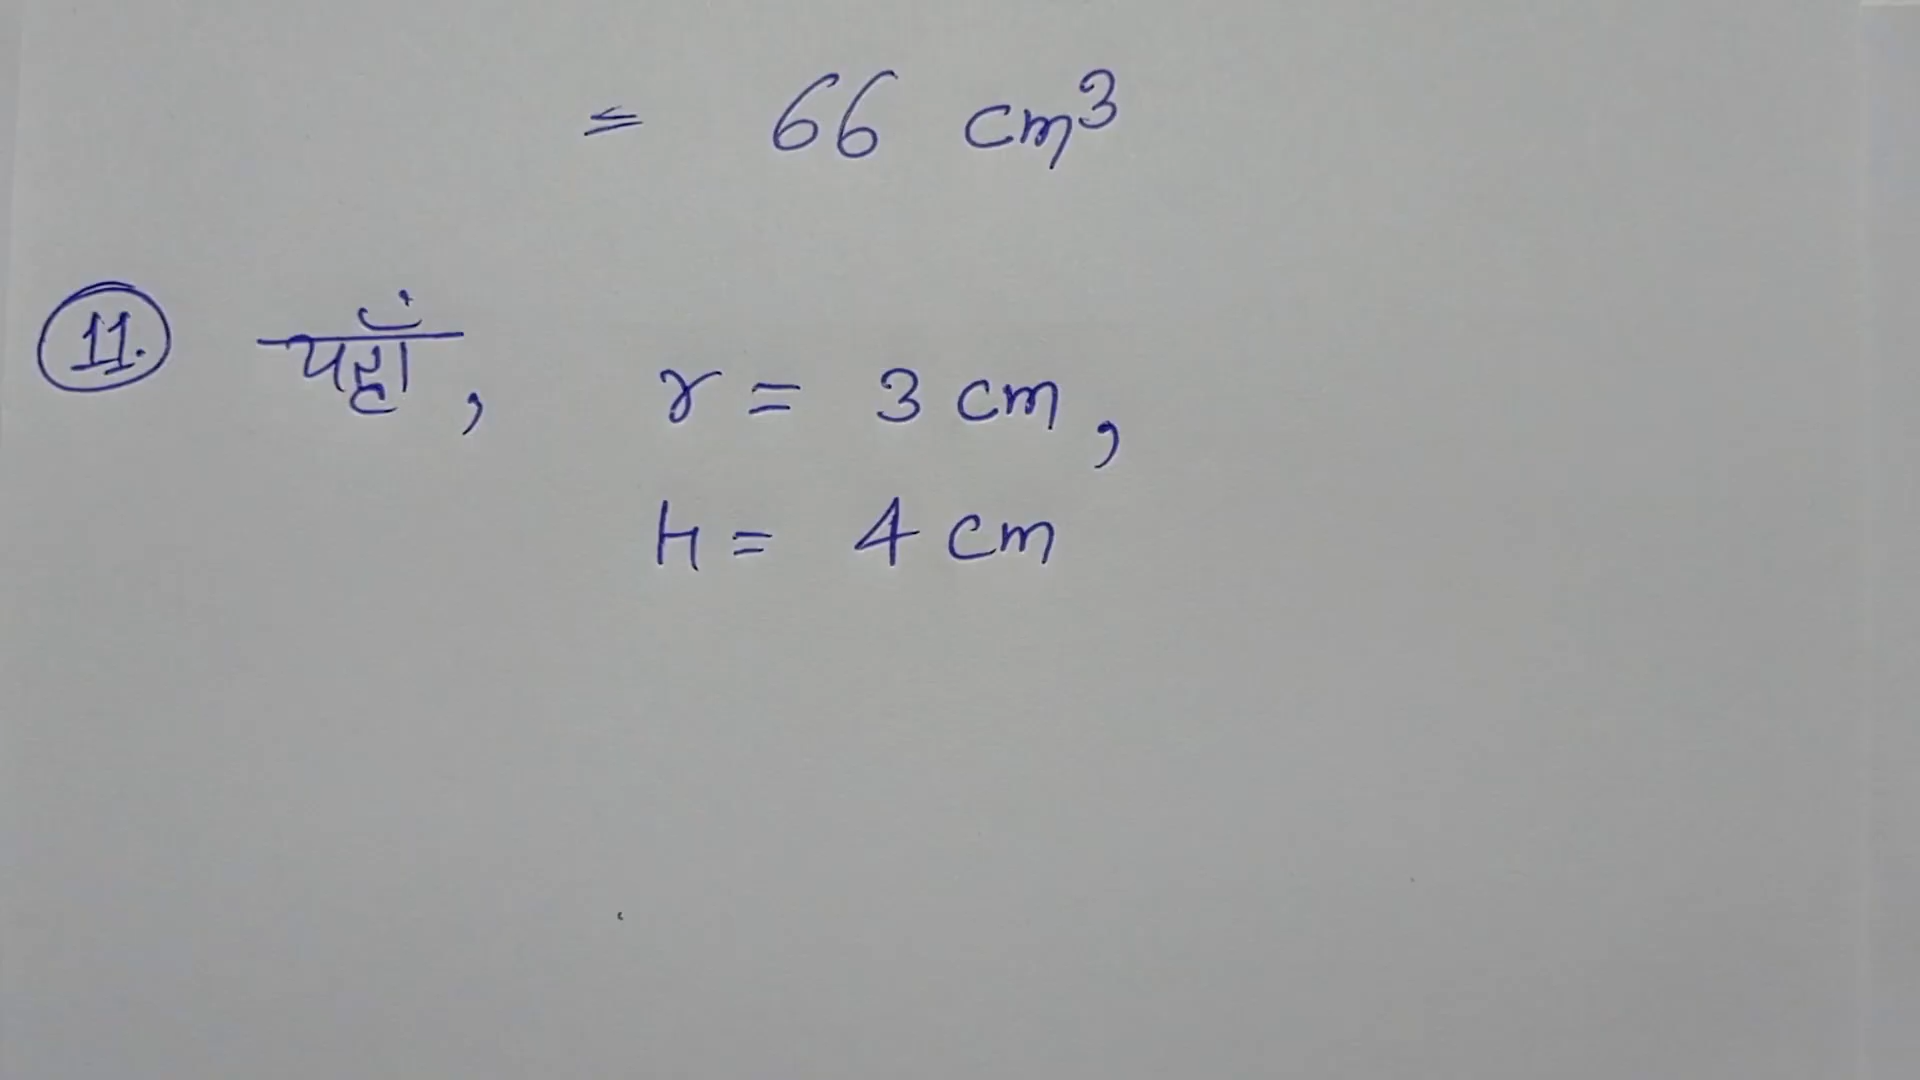 = 66 cm³
11. यहाँ, r = 3 cm,
H = 4 cm